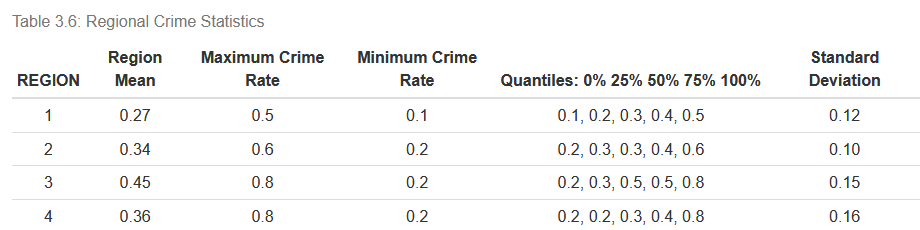 Table 3.6: Regional Crime Statistics
Region Maximum Crime Minimum Crime Standard
REGION Mean Rate Rate Quantiles: 0% 25% 50% 75% 100% Deviation
1 0.27 0.5 0.1 0.1, 0.2, 0.3, 0.4, 0.5 0.12
2 0.34 0.6 0.2 0.2, 0.3, 0.3, 0.4, 0.6 0.10
3 0.45 0.8 0.2 0.2, 0.3, 0.5, 0.5, 0.8 0.15
4 0.36 0.8 0.2 0.2, 0.2, 0.3, 0.4, 0.8 0.16